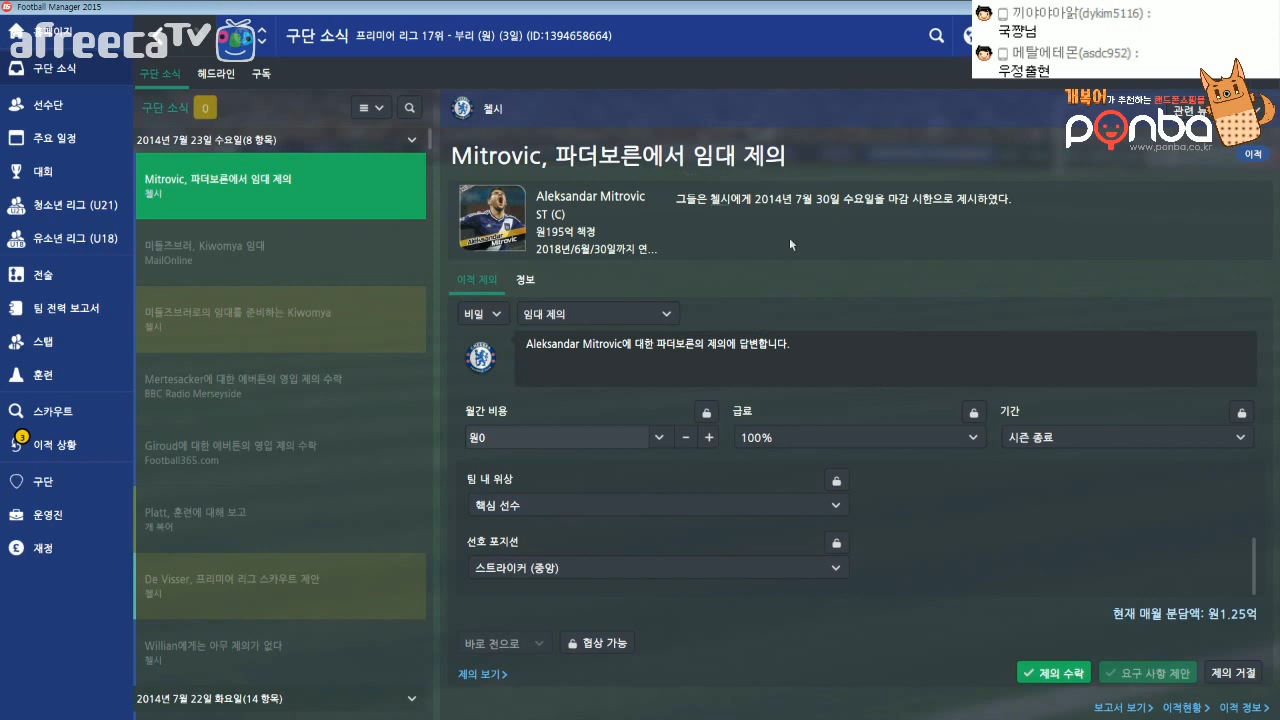 Football Manager 2015
afreecaTV
홈페이지
구단 소식
선수단
주요 일정
대회
청소년 리그 (U21)
유소년 리그 (U18)
전술
팀 전력 보고서
스탭
훈련
스카우트
3
이적 상황
구단
운영진
재정
구단 소식 프리미어 리그 17위 - 부리 (원) (3일) (ID:1394658664)
구단 소식 헤드라인 구독
구단 소식 0
2014년 7월 23일 수요일(8 항목)
Mitrovic, 파더보른에서 임대 제의
첼시
미들즈브러, Kiwomya 임대
MailOnline
미들즈브러로의 임대를 준비하는 Kiwomya
첼시
Mertesacker에 대한 에버튼의 영입 제의 수락
BBC Radio Merseyside
Giroud에 대한 에버튼의 영입 제의 수락
Football365.com
Platt, 훈련에 대해 보고
개 복어
De Visser, 프리미어 리그 스카우트 제안
첼시
Willian에게는 아무 제의가 없다
첼시
2014년 7월 22일 화요일(14 항목)
끼야야아앍(dykim5116) :
국쨩님
메탈에테몬(asdc952) :
우정출현
개복어가 추천하는 핸드폰쇼핑몰
ponba
www.ponba.co.kr
관련 뉴
이적
첼시
Mitrovic, 파더보른에서 임대 제의
Aleksandar Mitrovic
ST (C)
원195억 책정
2018년/6월/30일까지 연...
Aleksandar Mitrovic
그들은 첼시에게 2014년 7월 30일 수요일을 마감 시한으로 제시하였다.
이적 제의 정보
비밀 임대 제의
Aleksandar Mitrovic에 대한 파더보른의 제의에 답변합니다.
월간 비용 급료 기간
원0 100% 시즌 종료
팀 내 위상
핵심 선수
선호 포지션
스트라이커 (중앙)
현재 매월 분담액: 원1.25억
바로 전으로 협상 가능
제의 보기
제의 수락 요구 사항 제안 제의 거절
보고서 보기 이적현황 이적 정보